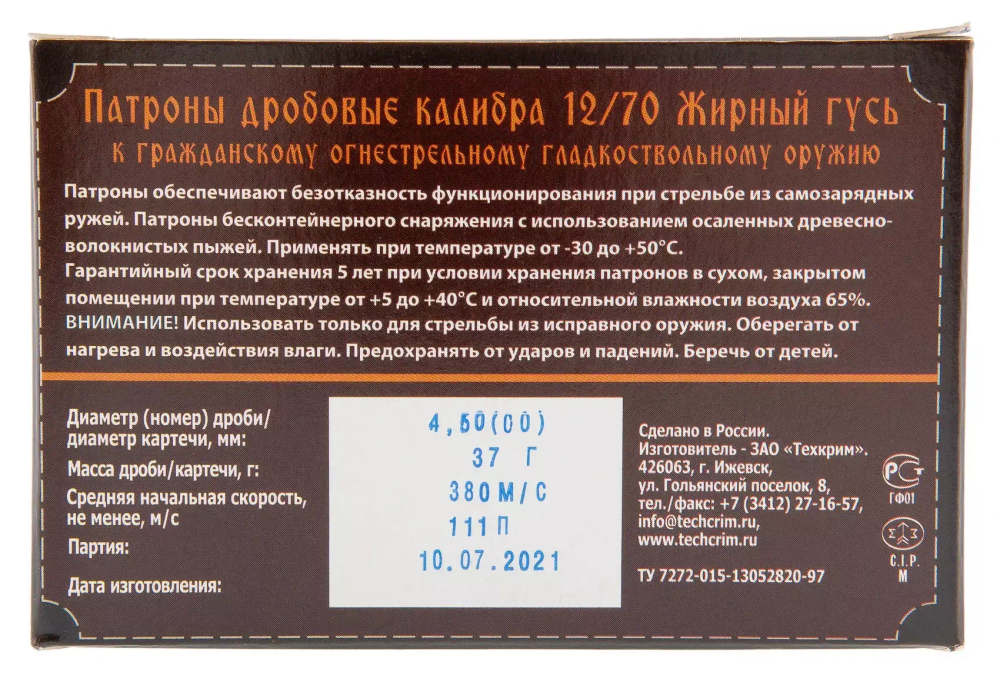 Патроны дробовые калибра 12/70 Жирный гусь
к гражданскому огнестрельному гладкоствольному оружию
Патроны обеспечивают безотказность функционирования при стрельбе из самозарядных
ружей. Патроны бесконтейнерного снаряжения с использованием осаленных древесно-
волокнистых пыжей. Применять при температуре от -30 до +50°С.
Гарантийный срок хранения 5 лет при условии хранения патронов в сухом, закрытом
помещении при температуре от +5 до +40°С и относительной влажности воздуха 65%.
ВНИМАНИЕ! Использовать только для стрельбы из исправного оружия. Оберегать от
нагрева и воздействия влаги. Предохранять от ударов и падений. Беречь от детей.
Диаметр (номер) дроби/
диаметр картечи, мм:
Масса дроби/картечи, г:
Средняя начальная скорость,
не менее, м/с
Партия:
Дата изготовления:
4,50(00)
37 Г
380М/С
111П
10.07.2021
Сделано в России.
Изготовитель - ЗАО «Техкрим».
426063, г. Ижевск,
ул. Гольянский поселок, 8,
тел./факс: +7 (3412) 27-16-57,
info@techcrim.ru,
www.techcrim.ru
ТУ 7272-015-13052820-97
РСТ
ГФ01
C.I.P.
М